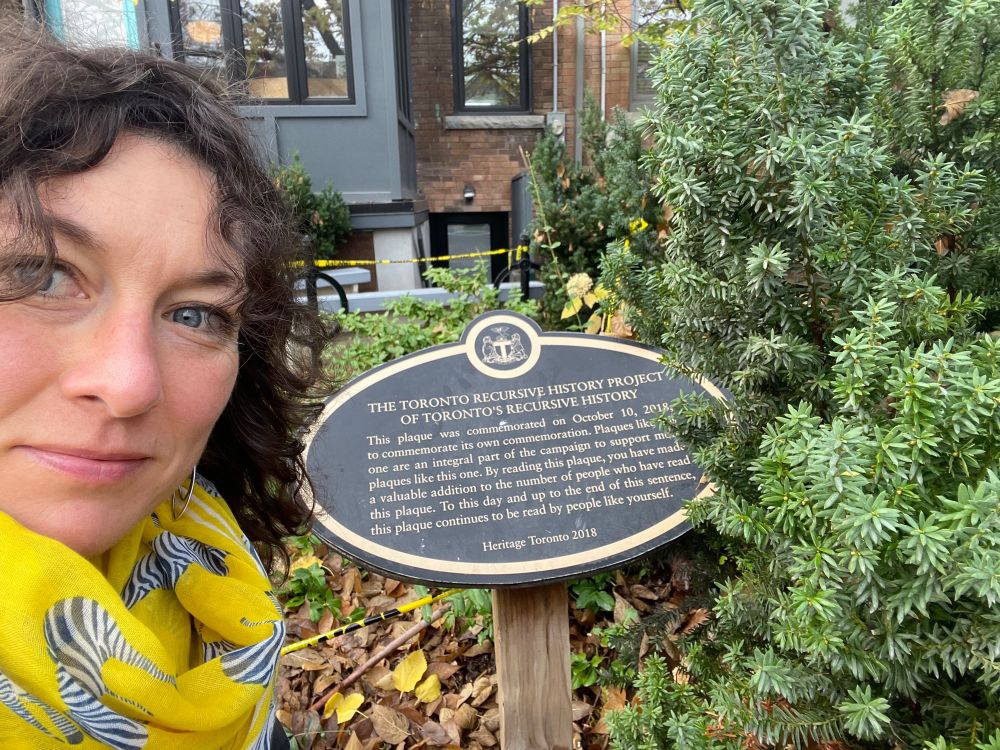 THE TORONTO RECURSIVE HISTORY PROJECT
OF TORONTO'S RECURSIVE HISTORY
This plaque was commemorated on October 10, 2018,
to commemorate its own commemoration. Plaques like this
one are an integral part of the campaign to support more
plaques like this one. By reading this plaque, you have made
a valuable addition to the number of people who have read
this plaque. To this day and up to the end of this sentence,
this plaque continues to be read by people like yourself.
Heritage Toronto 2018